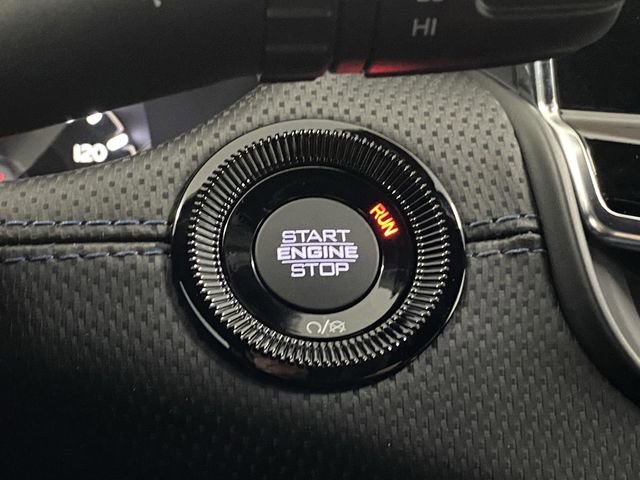 HI
120
START
ENGINE
STOP
RUN